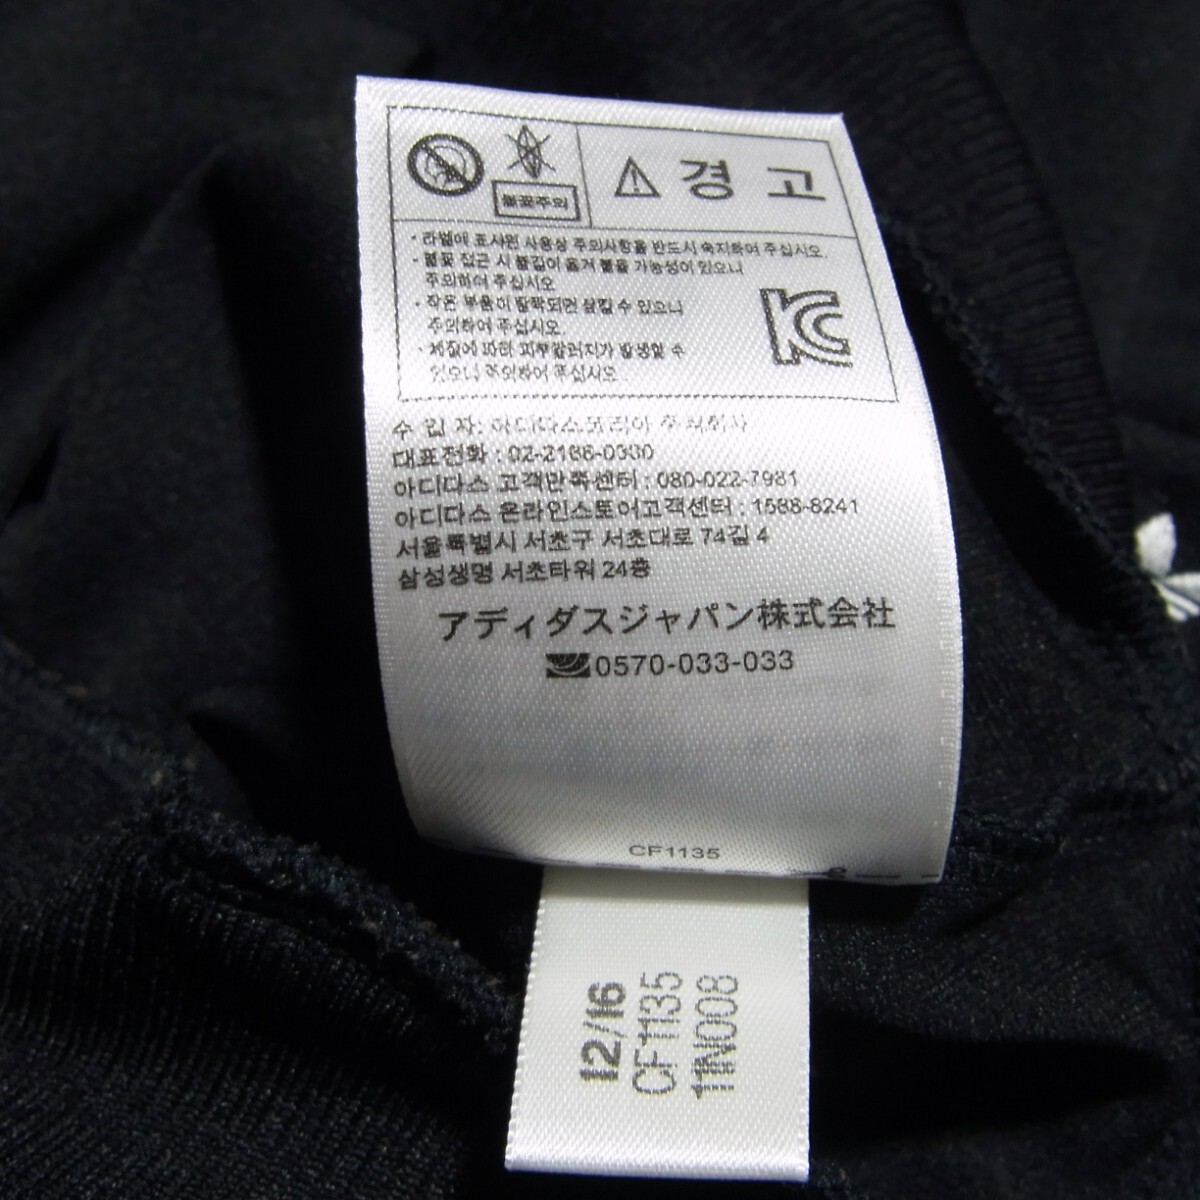 불꽃주의
⚠ 경 고
· 라벨에 표시된 사용상 주의사항을 반드시 숙지하여 주십시오.
· 불꽃 접근 시 불길이 옮겨 붙을 가능성이 있으니
주의하여 주십시오
· 작은 부품이 탈락되면 삼킬 수 있으니
주의하여 주십시오.
· 체질에 따라 피부알러지가 발생할 수
있으니 주의하여 주십시오
수 입 자: 아디다스코리아 주식회사
대표전화 : 02-2186-0300
아디다스 고객만족센터 : 080-022-7981
아디다스 온라인스토어고객센터 : 1588-8241
서울특별시 서초구 서초대로 74길 4
삼성생명 서초타워 24층
アディダスジャパン株式会社
0570-033-033
CF1135
12/16
CF1135
11N008